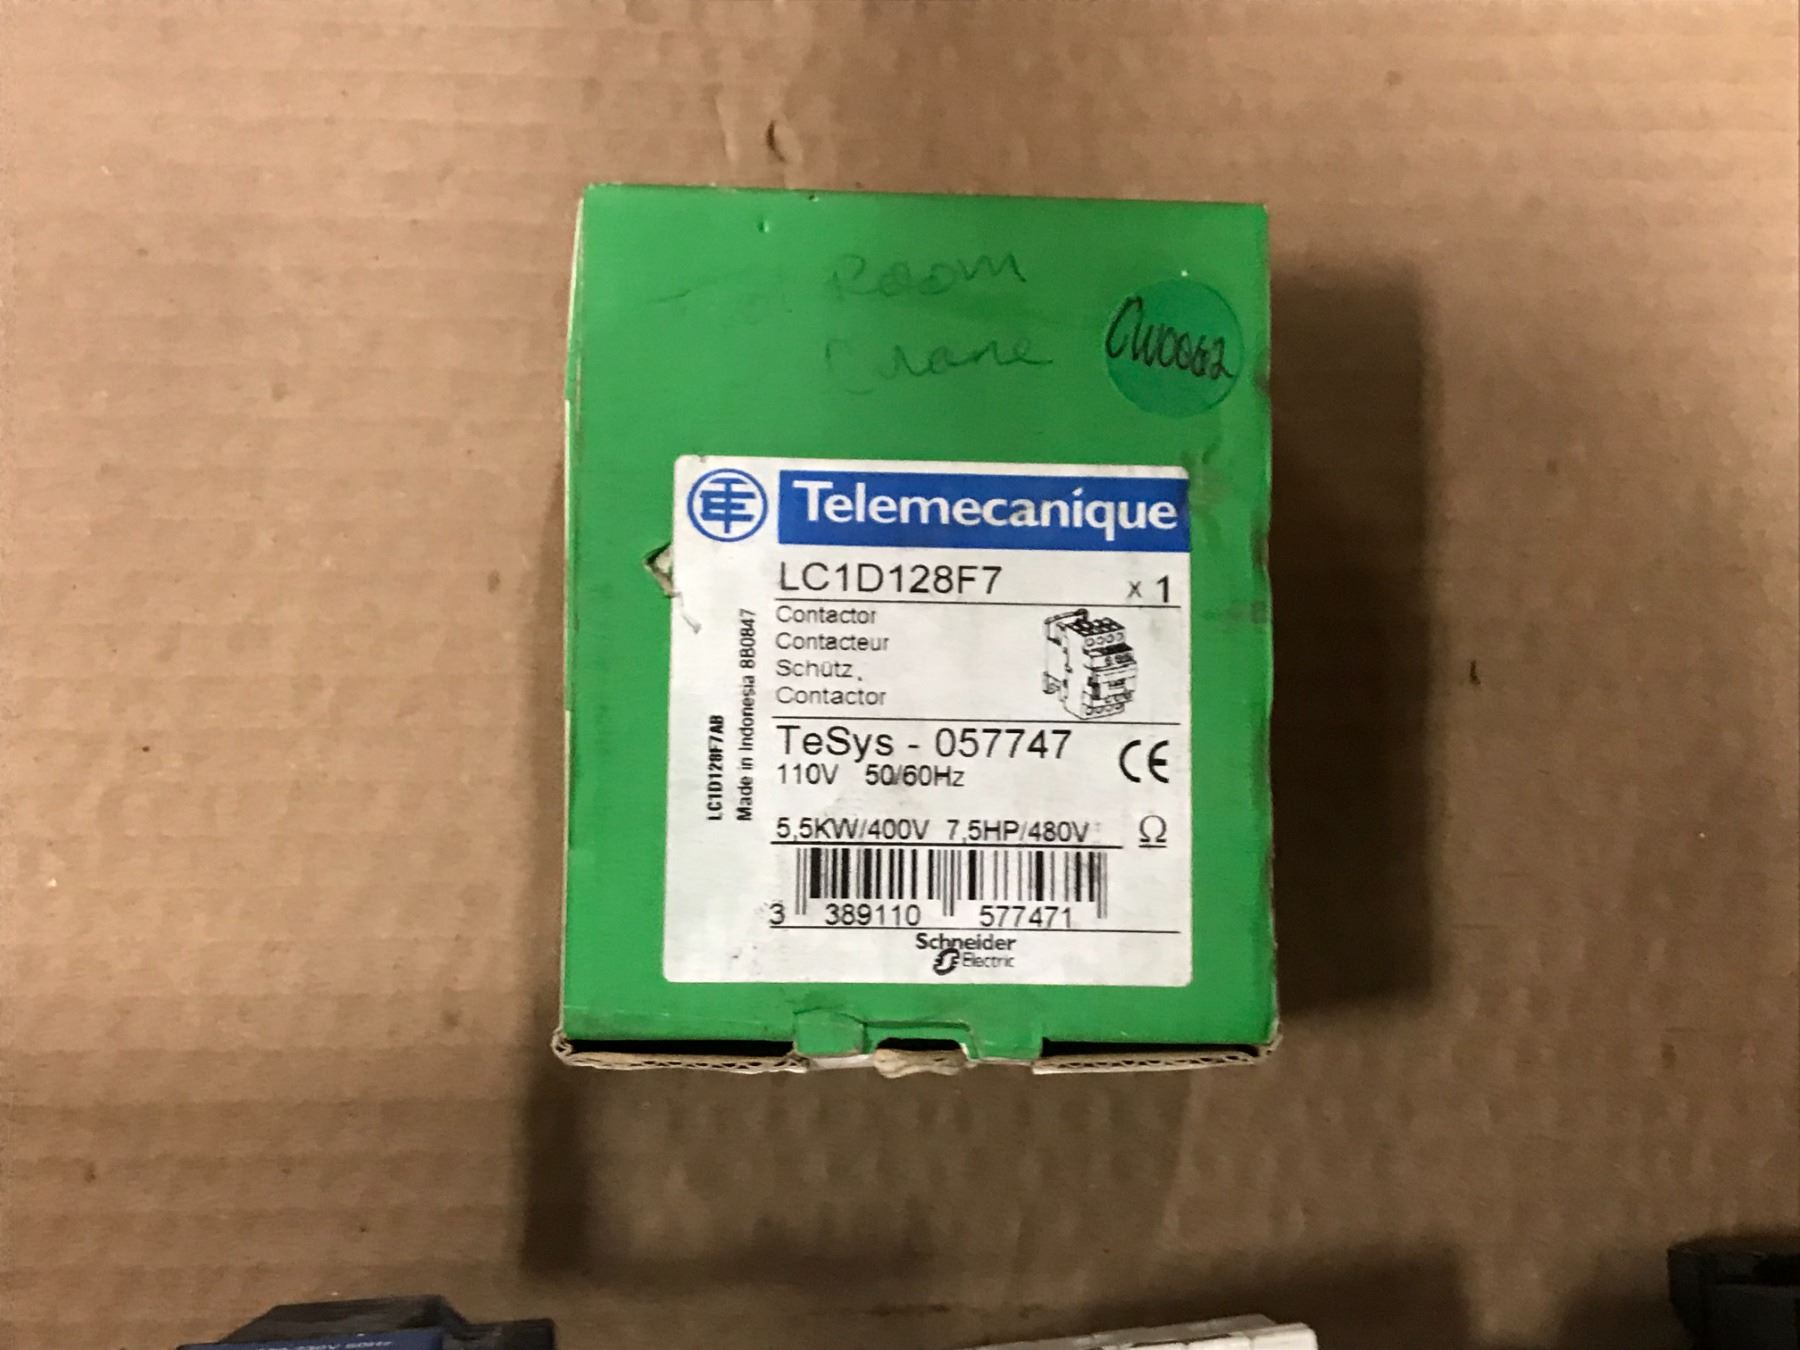 Room
Crane
CW0062
Telemecanique
LC1D128F7 x 1
Contactor
Contacteur
Schütz
Contactor
TeSys - 057747
CE
110V 50/60Hz
5,5KW/400V 7,5HP/480V Ω
3 389110 577471
Schneider
Electric
LC1D128F7AB
Made in Indonesia 8B0847